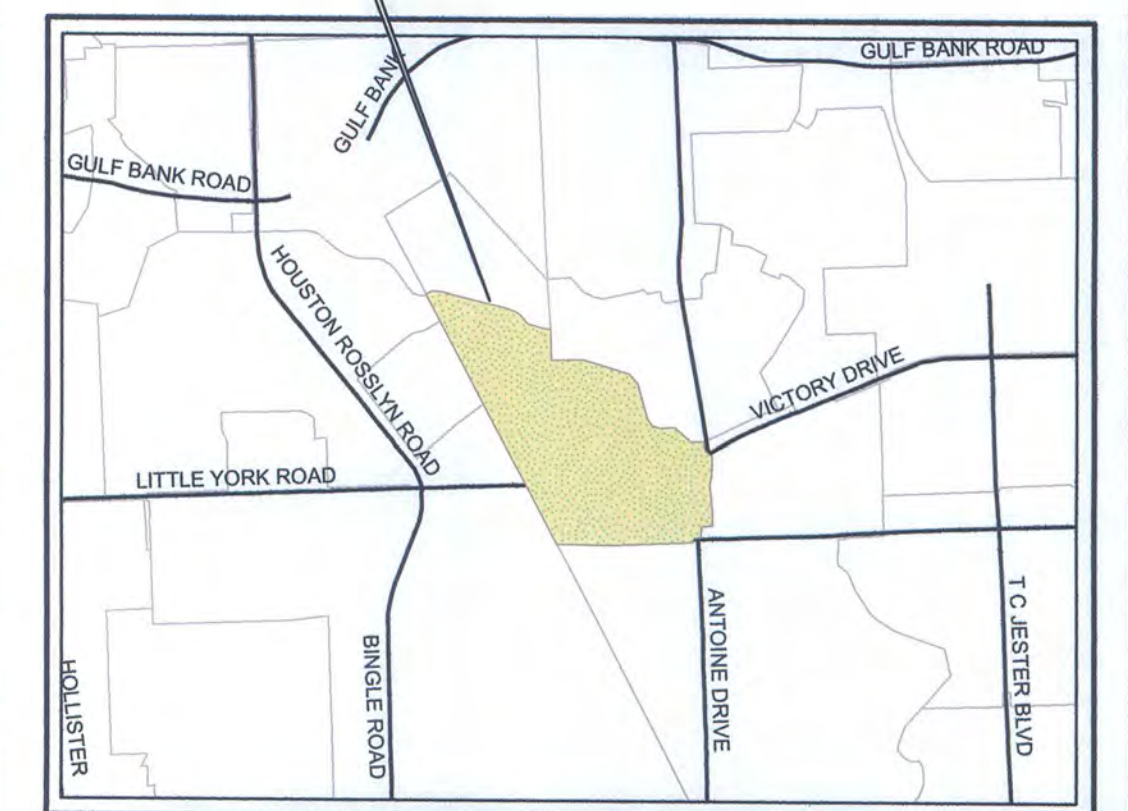 GULF BANK ROAD
GULF BANK
GULF BANK ROAD
HOUSTON ROSSLYN ROAD
VICTORY DRIVE
LITTLE YORK ROAD
HOLLISTER
BINGLE ROAD
ANTOINE DRIVE
T C JESTER BLVD